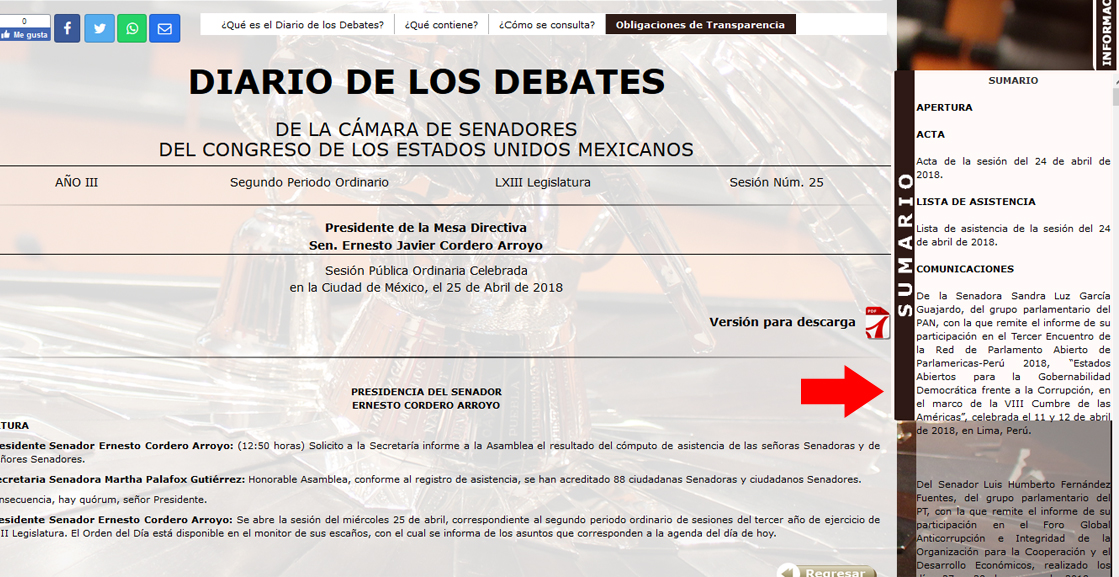 0
Me gusta
¿Qué es el Diario de los Debates?
¿Qué contiene?
¿Cómo se consulta?
Obligaciones de Transparencia
DIARIO DE LOS DEBATES
DE LA CÁMARA DE SENADORES
DEL CONGRESO DE LOS ESTADOS UNIDOS MEXICANOS
AÑO III Segundo Periodo Ordinario LXIII Legislatura Sesión Núm. 25
Presidente de la Mesa Directiva
Sen. Ernesto Javier Cordero Arroyo
Sesión Pública Ordinaria Celebrada
en la Ciudad de México, el 25 de Abril de 2018
Versión para descarga
PDF
PRESIDENCIA DEL SENADOR
ERNESTO CORDERO ARROYO
TURA
esidente Senador Ernesto Cordero Arroyo: (12:50 horas) Solicito a la Secretaría informe a la Asamblea el resultado del cómputo de asistencia de las señoras Senadoras y de
ñores Senadores.
ecretaria Senadora Martha Palafox Gutiérrez: Honorable Asamblea, conforme al registro de asistencia, se han acreditado 88 ciudadanas Senadoras y ciudadanos Senadores.
nsecuencia, hay quórum, señor Presidente.
esidente Senador Ernesto Cordero Arroyo: Se abre la sesión del miércoles 25 de abril, correspondiente al segundo periodo ordinario de sesiones del tercer año de ejercicio de
II Legislatura. El Orden del Día está disponible en el monitor de sus escaños, con el cual se informa de los asuntos que corresponden a la agenda del día de hoy.
Regresar
INFORMAC
SUMARIO
SUMARIO
APERTURA
ACTA
Acta de la sesión del 24 de abril de
2018.
LISTA DE ASISTENCIA
Lista de asistencia de la sesión del 24
de abril de 2018.
COMUNICACIONES
De la Senadora Sandra Luz García
Guajardo, del grupo parlamentario del
PAN, con la que remite el informe de su
participación en el Tercer Encuentro de
la Red de Parlamento Abierto de
Parlamericas-Perú 2018, "Estados
Abiertos para la Gobernabilidad
Democrática frente a la Corrupción, en
el marco de la VIII Cumbre de las
Américas", celebrada el 11 y 12 de abril
de 2018, en Lima, Perú.
Del Senador Luis Humberto Fernández
Fuentes, del grupo parlamentario del
PT, con la que remite el informe de su
participación en el Foro Global
Anticorrupción e Integridad de la
Organización para la Cooperación y el
Desarrollo Económicos, realizado los